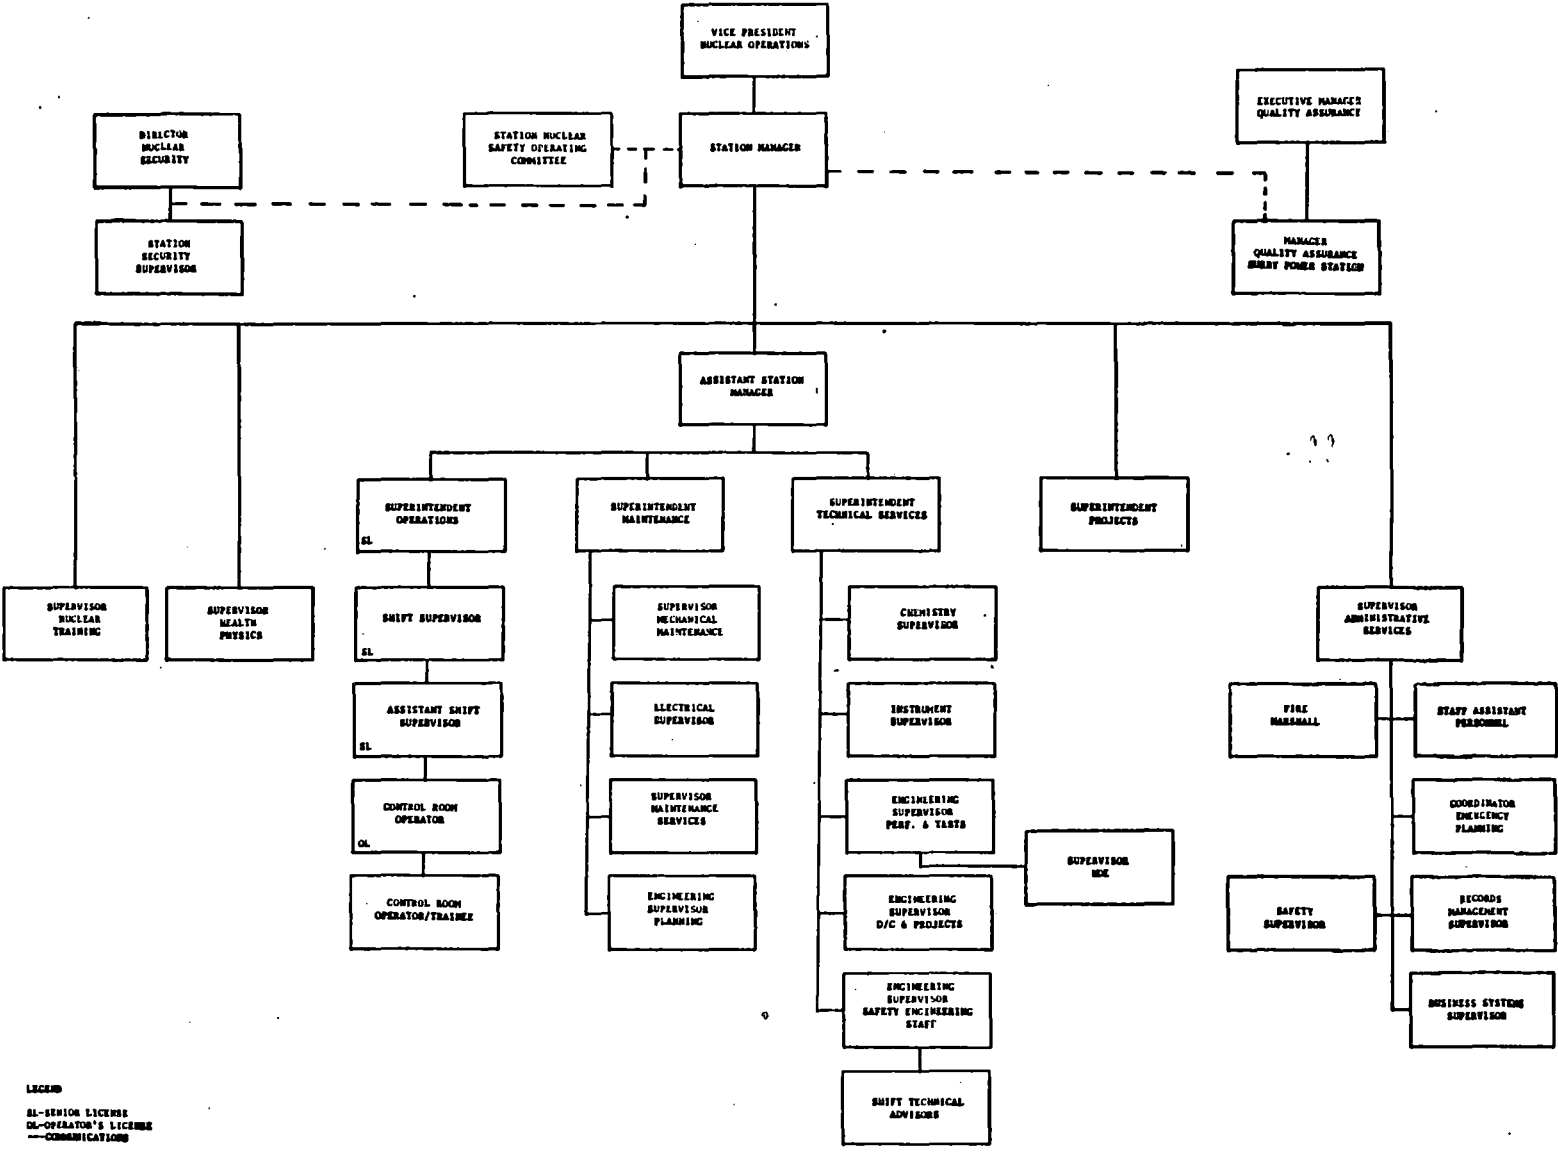 VICE PRESIDENT
NUCLEAR OPERATIONS
EXECUTIVE MANAGER
QUALITY ASSURANCE
DIRECTOR
NUCLEAR
SECURITY
STATION NUCLEAR
SAFETY OPERATING
COMMITTEE
STATION MANAGER
STATION
SECURITY
SUPERVISOR
MANAGER
QUALITY ASSURANCE
SURRY POWER STATION
ASSISTANT STATION
MANAGER
SUPERINTENDENT
OPERATIONS
SL
SUPERINTENDENT
MAINTENANCE
SUPERINTENDENT
TECHNICAL SERVICES
SUPERINTENDENT
PROJECTS
SUPERVISOR
NUCLEAR
TRAINING
SUPERVISOR
HEALTH
PHYSICS
SHIFT SUPERVISOR
SL
SUPERVISOR
MECHANICAL
MAINTENANCE
CHEMISTRY
SUPERVISOR
SUPERVISOR
ADMINISTRATIVE
SERVICES
ASSISTANT SHIFT
SUPERVISOR
SL
ELECTRICAL
SUPERVISOR
INSTRUMENT
SUPERVISOR
FIRE
MARSHALL
STAFF ASSISTANT
PERSONNEL
CONTROL ROOM
OPERATOR
OL
SUPERVISOR
MAINTENANCE
SERVICES
ENGINEERING
SUPERVISOR
PERF. & TESTS
SUPERVISOR
NDE
COORDINATOR
EMERGENCY
PLANNING
CONTROL ROOM
OPERATOR/TRAINEE
ENGINEERING
SUPERVISOR
PLANNING
ENGINEERING
SUPERVISOR
D/C & PROJECTS
SAFETY
SUPERVISOR
RECORDS
MANAGEMENT
SUPERVISOR
ENGINEERING
SUPERVISOR
SAFETY ENGINEERING
STAFF
BUSINESS SYSTEMS
SUPERVISOR
SHIFT TECHNICAL
ADVISORS
LEGEND
SL-SENIOR LICENSE
OL-OPERATOR'S LICENSE
---COMMUNICATIONS